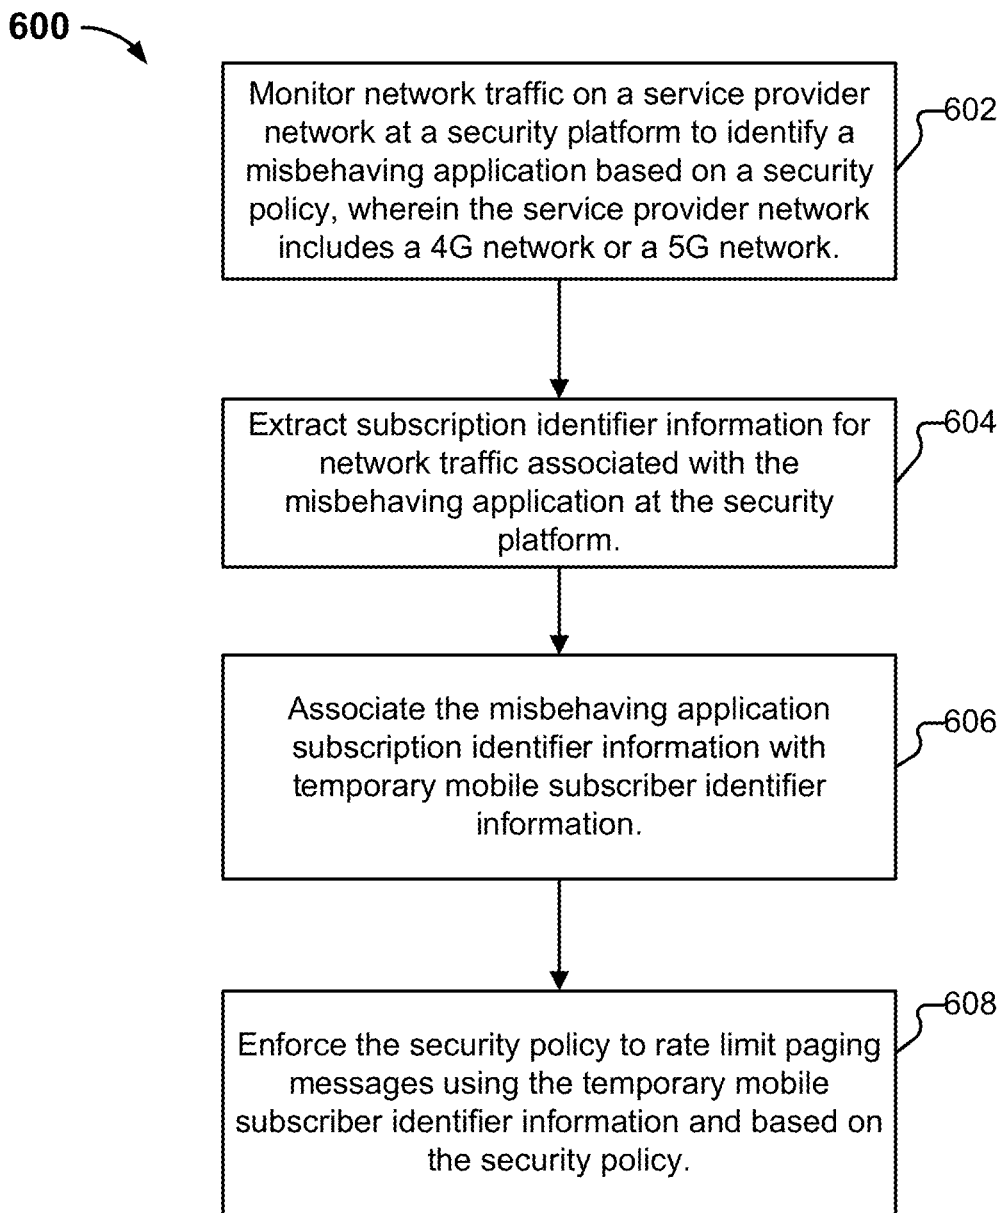 600
Monitor network traffic on a service provider
network at a security platform to identify a
misbehaving application based on a security
policy, wherein the service provider network
includes a 4G network or a 5G network.
602
Extract subscription identifier information for
network traffic associated with the
misbehaving application at the security
platform.
604
Associate the misbehaving application
subscription identifier information with
temporary mobile subscriber identifier
information.
606
Enforce the security policy to rate limit paging
messages using the temporary mobile
subscriber identifier information and based on
the security policy.
608